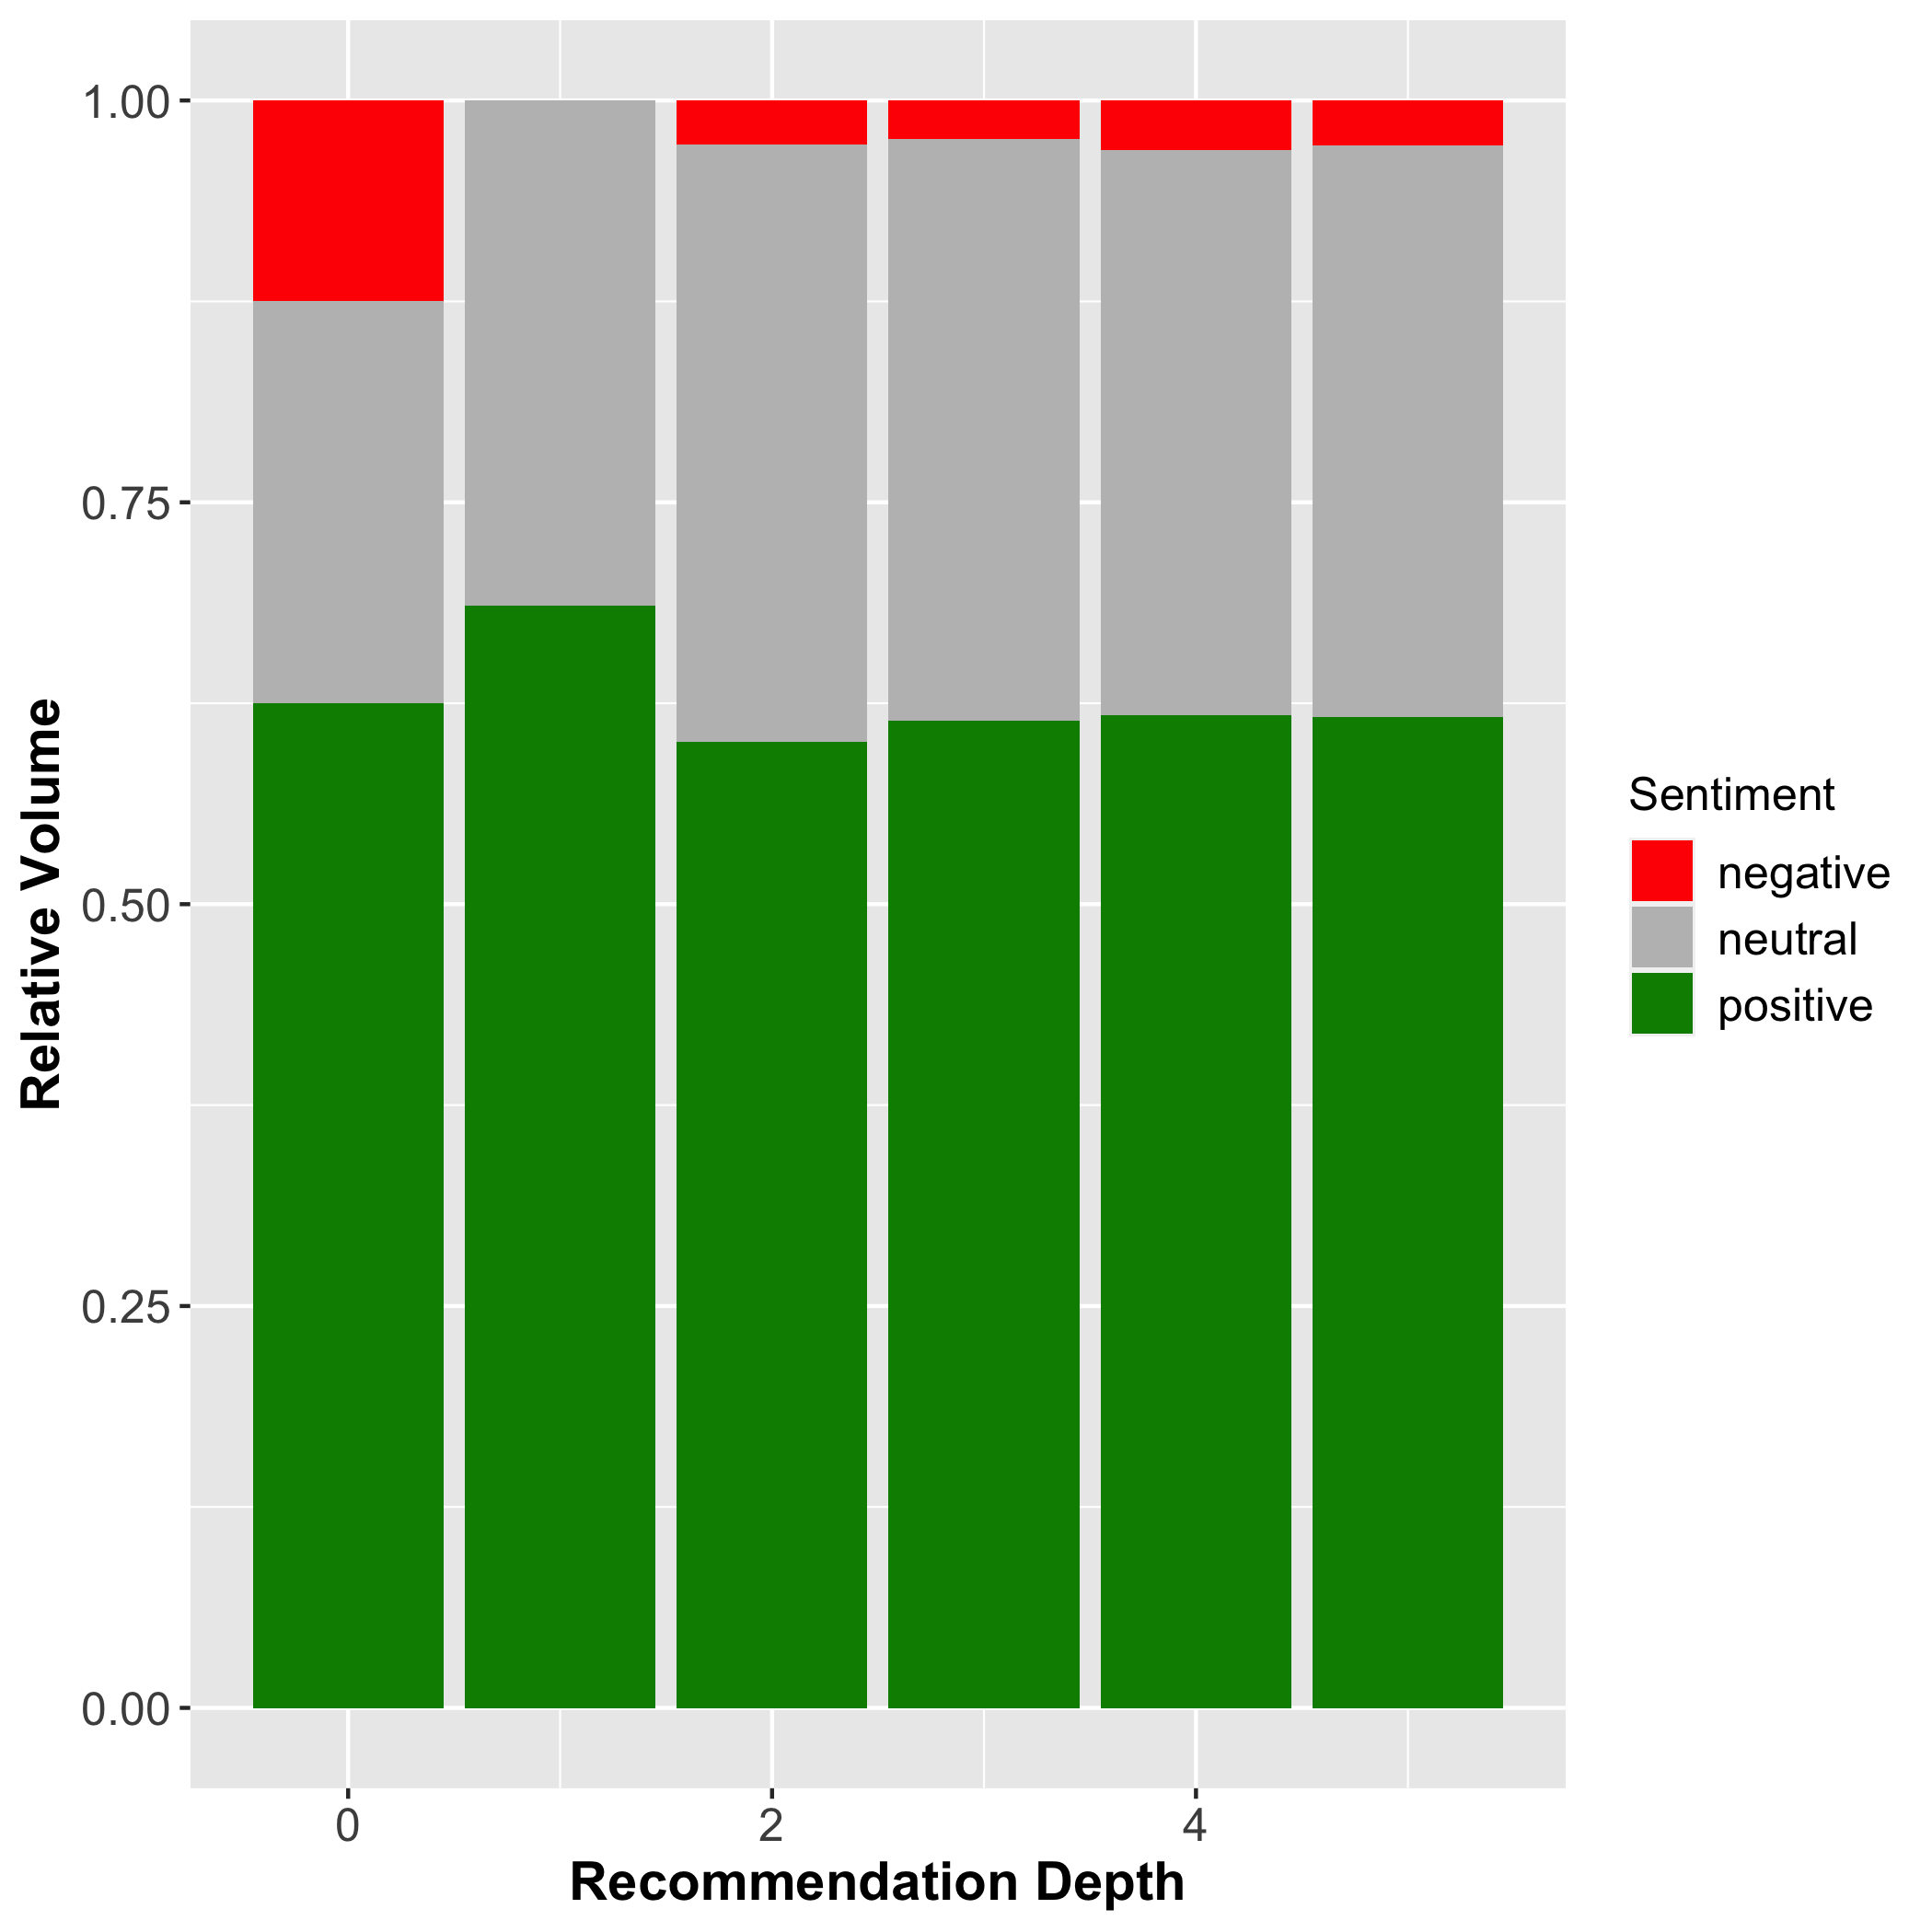 1.00
0.75
0.50
0.25
0.00
Relative Volume
0
2
4
Recommendation Depth
Sentiment
negative
neutral
positive